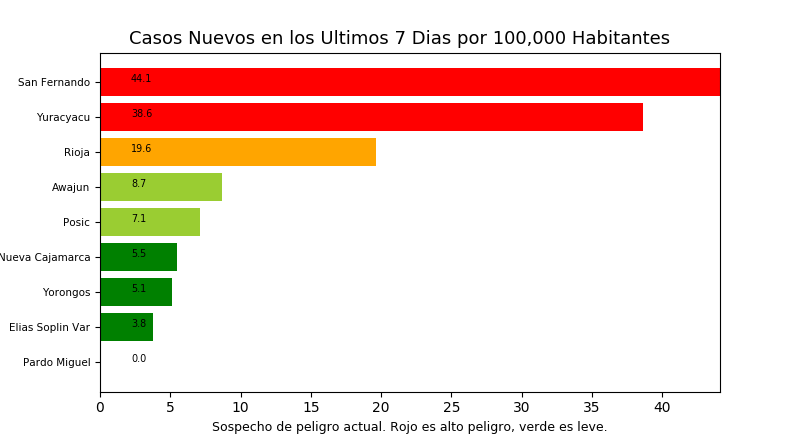 Casos Nuevos en los Ultimos 7 Dias por 100,000 Habitantes
San Fernando 44.1
Yuracyacu 38.6
Rioja 19.6
Awajun 8.7
Posic 7.1
Nueva Cajamarca 5.5
Yorongos 5.1
Elias Soplin Var 3.8
Pardo Miguel 0.0
0 5 10 15 20 25 30 35 40
Sospecho de peligro actual. Rojo es alto peligro, verde es leve.